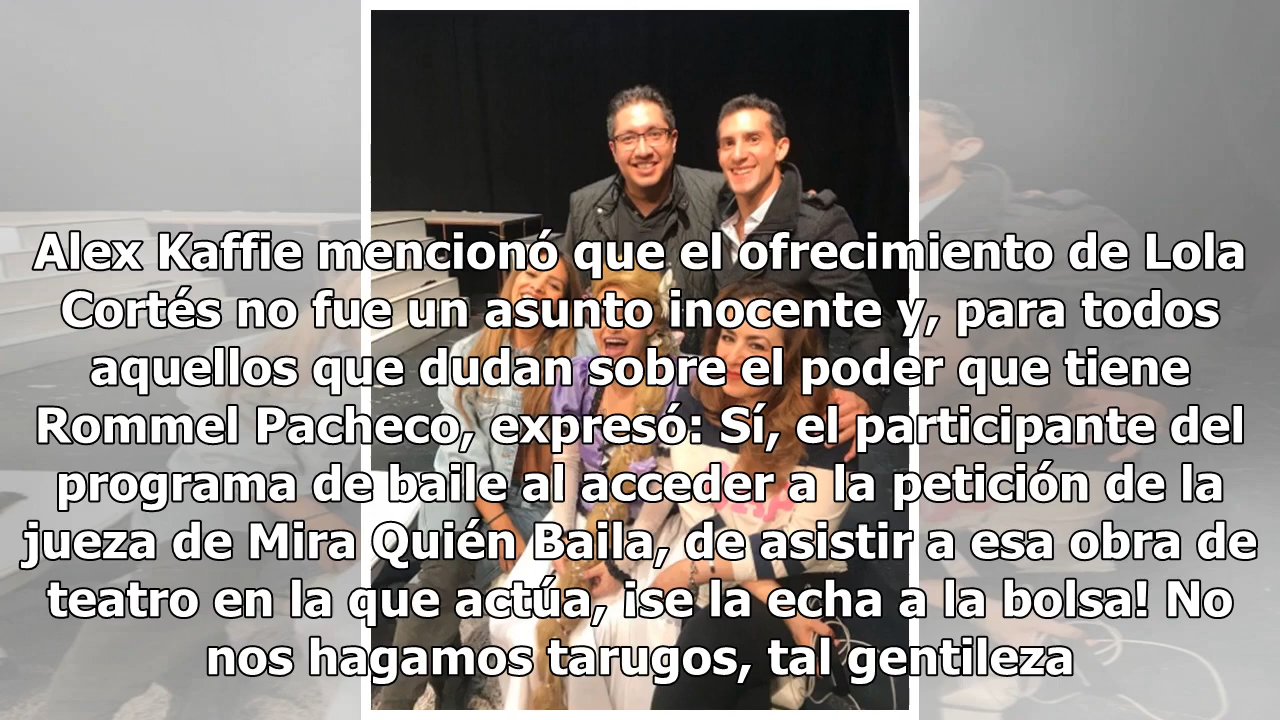 Alex Kaffie mencionó que el ofrecimiento de Lola
Cortés no fue un asunto inocente y, para todos
aquellos que dudan sobre el poder que tiene
Rommel Pacheco, expresó: Sí, el participante del
programa de baile al acceder a la petición de la
jueza de Mira Quién Baila, de asistir a esa obra de
teatro en la que actúa, ¡se la echa a la bolsa! No
nos hagamos tarugos, tal gentileza